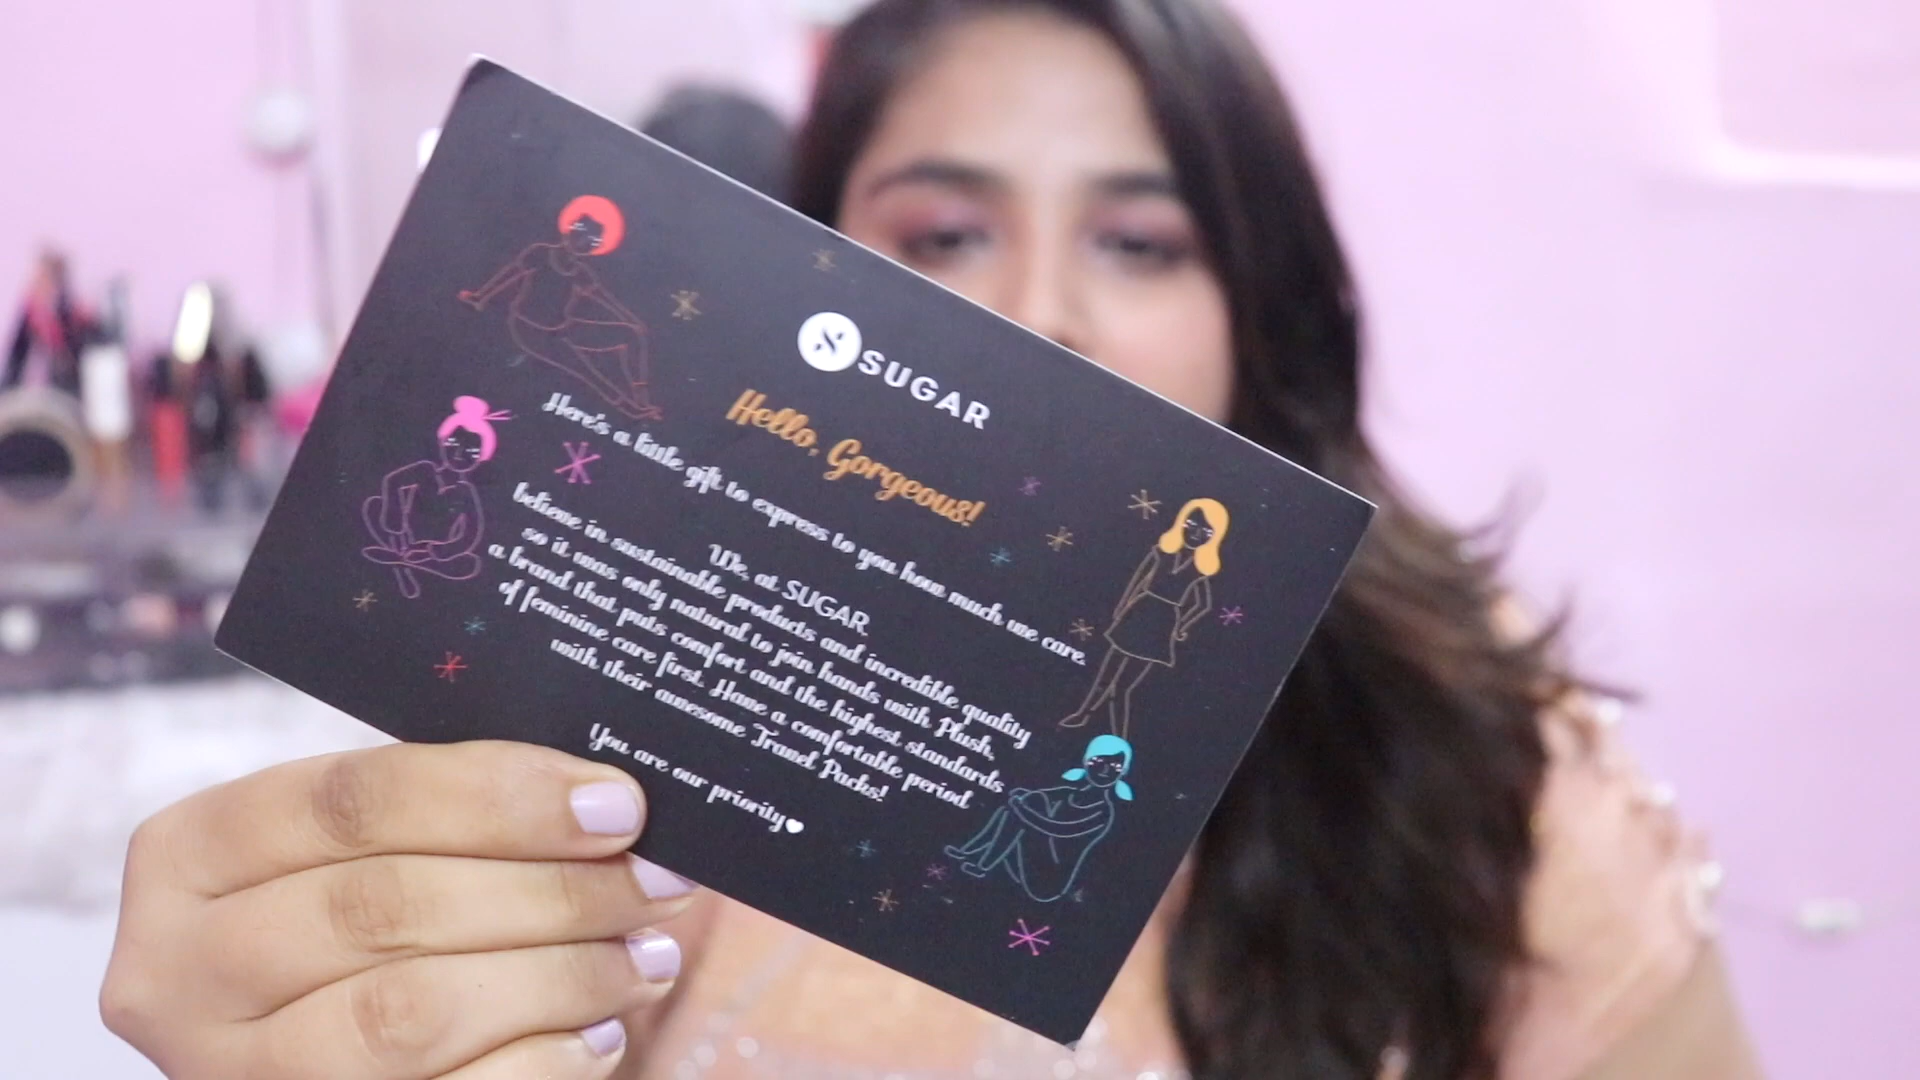 SUGAR
Hello, Gorgeous!
Here's a little gift to express to you how much we care.
We, at SUGAR,
believe in sustainable products and incredible quality
so it was only natural to join hands with Plush,
a brand that puts comfort and the highest standards
of feminine care first. Have a comfortable period
with their awesome Travel Packs!
You are our priority